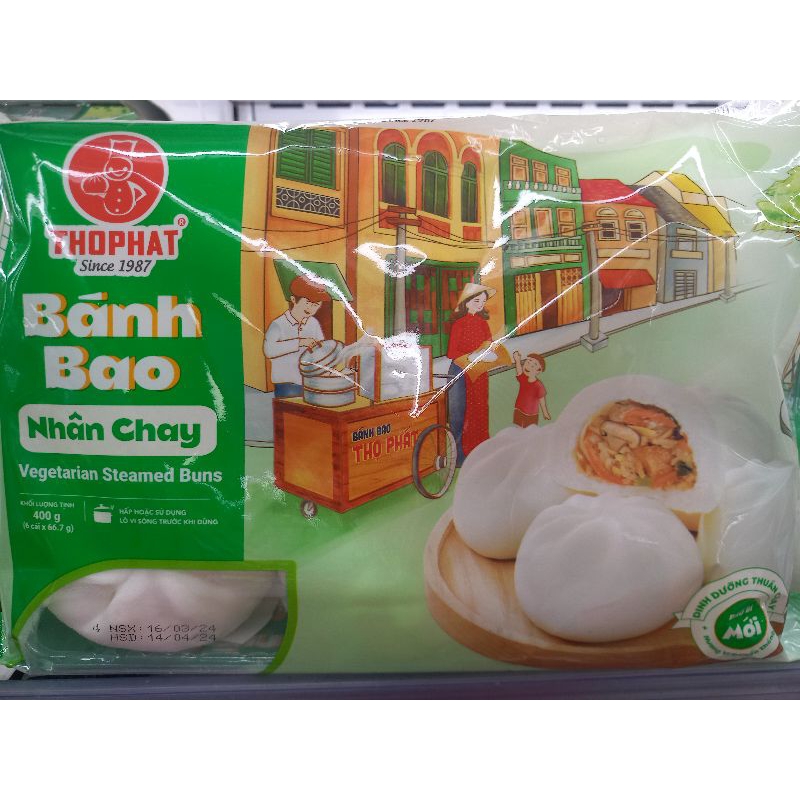 SINCE 1987
THOPHAT®
Since 1987
Bánh
Bao
Nhân Chay
Vegetarian Steamed Buns
KHỐI LƯỢNG TỊNH
400 g
(6 cái x 66.7 g)
HẤP HOẶC SỬ DỤNG
LÒ VI SÓNG TRƯỚC KHI DÙNG
BÁNH BAO
THỌ PHÁT
NSX: 16/03/24
HSD: 14/04/24
DINH DƯỠNG THUẦN
Mới